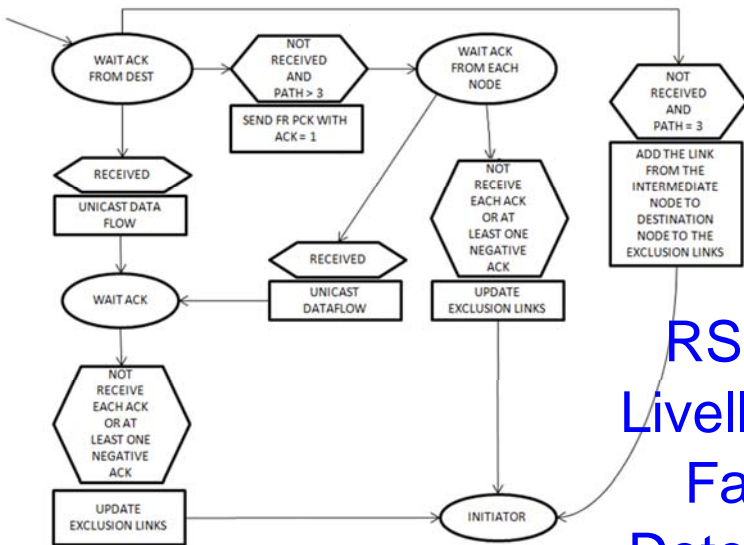 WAIT ACK
FROM DEST
NOT
RECEIVED
AND
PATH > 3
SEND FR PCK WITH
ACK = 1
WAIT ACK
FROM EACH
NODE
NOT
RECEIVED
AND
PATH = 3
ADD THE LINK
FROM THE
INTERMEDIATE
NODE TO
DESTINATION
NODE TO THE
EXCLUSION LINKS
RECEIVED
UNICAST DATA
FLOW
NOT
RECEIVE
EACH ACK
OR AT
LEAST ONE
NEGATIVE
ACK
UPDATE
EXCLUSION LINKS
RECEIVED
UNICAST
DATAFLOW
WAIT ACK
NOT
RECEIVE
EACH ACK
OR AT
LEAST ONE
NEGATIVE
ACK
UPDATE
EXCLUSION LINKS
INITIATOR
RS